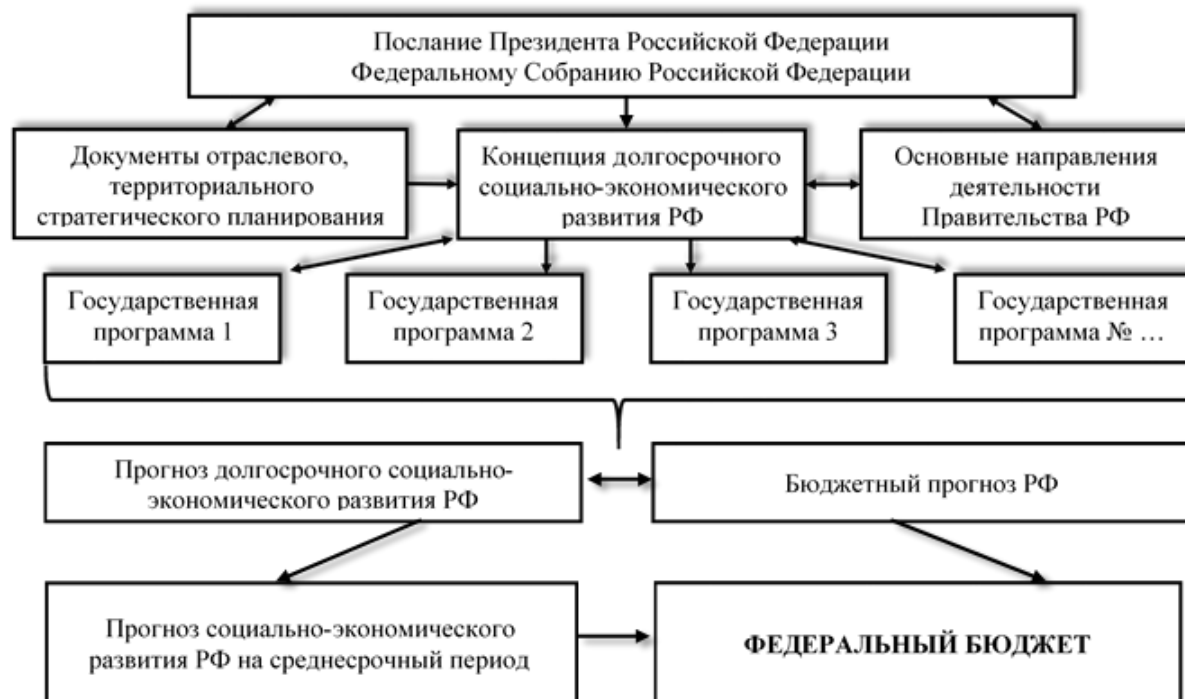 Послание Президента Российской Федерации
Федеральному Собранию Российской Федерации
Документы отраслевого,
территориального
стратегического планирования
Концепция долгосрочного
социально-экономического
развития РФ
Основные направления
деятельности
Правительства РФ
Государственная
программа 1
Государственная
программа 2
Государственная
программа 3
Государственная
программа № …
Прогноз долгосрочного социально-
экономического развития РФ
Бюджетный прогноз РФ
Прогноз социально-экономического
развития РФ на среднесрочный период
ФЕДЕРАЛЬНЫЙ БЮДЖЕТ